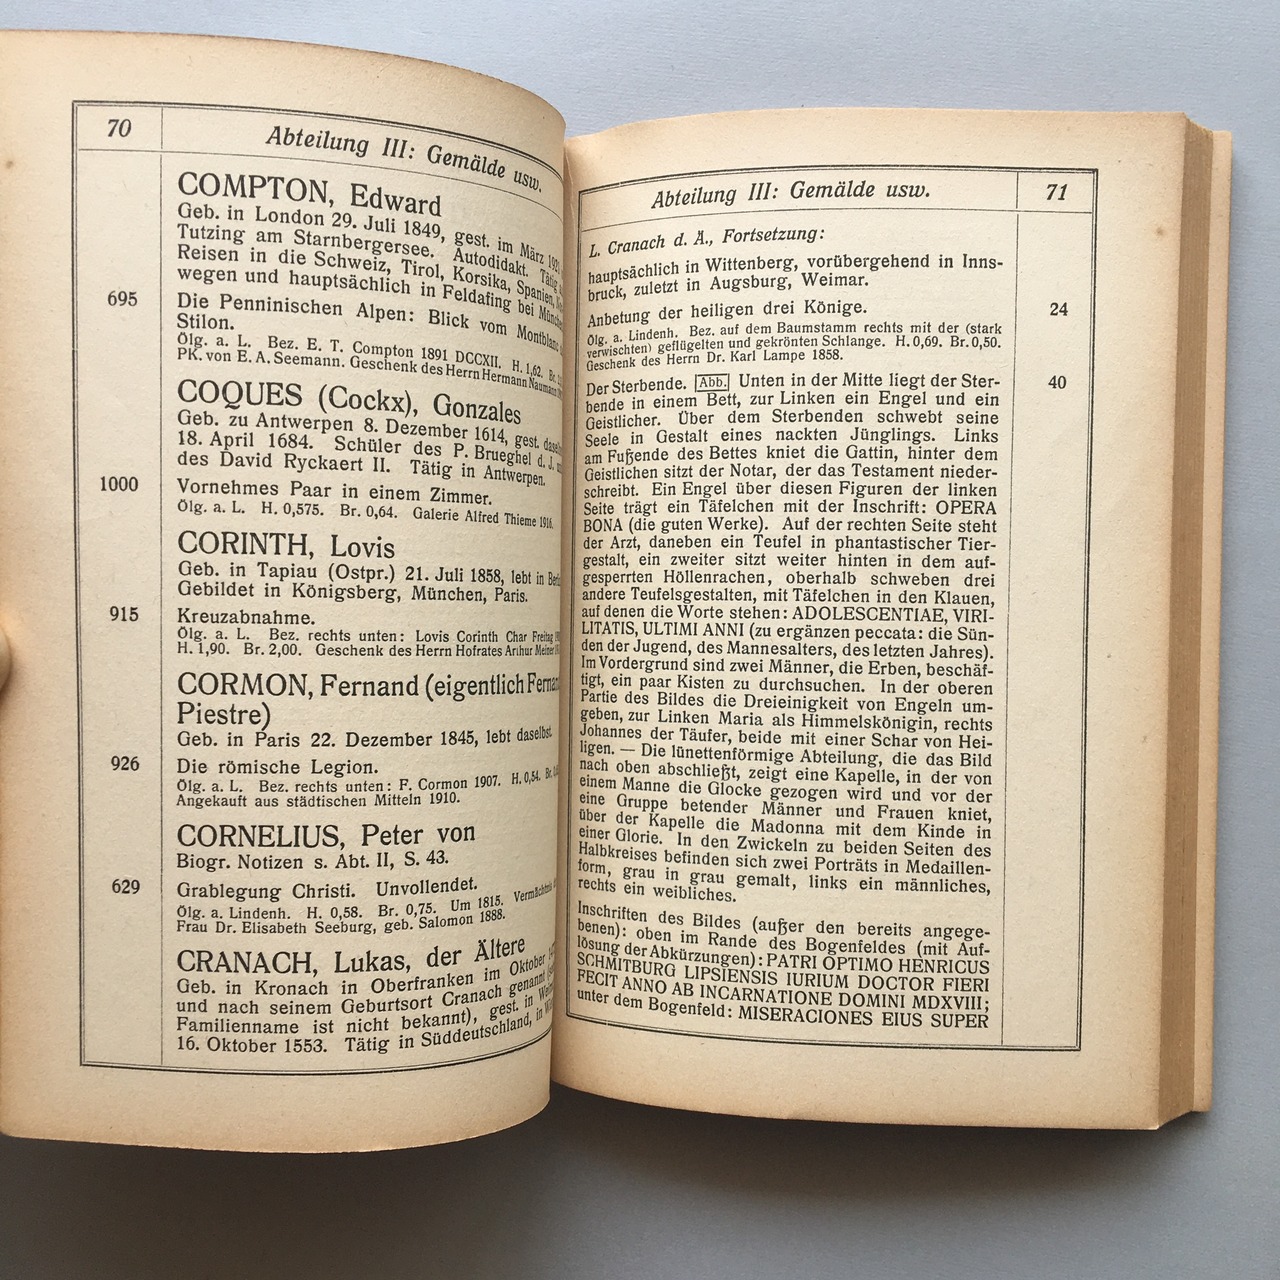 70
Abteilung III: Gemälde usw.
COMPTON, Edward
Geb. in London 29. Juli 1849, gest. im März
Tutzing am Starnbergersee. Autodidakt. Tätig
Reisen in die Schweiz, Tirol, Korsika, Spanien,
wegen und hauptsächlich in Feldafing bei
695
Die Penninischen Alpen: Blick vom Montblanc
Stilon.
Ölg. a. L. Bez. E. T. Compton 1891 DCCXII. H. 1,62. Br.
PK. von E. A. Seemann. Geschenk des Herrn Hermann Naumann
COQUES (Cockx), Gonzales
Geb. zu Antwerpen 8. Dezember 1614, gest.
18. April 1684. Schüler des P. Brueghel d. J.
des David Ryckaert II. Tätig in Antwerpen.
1000
Vornehmes Paar in einem Zimmer.
Ölg. a. L. H. 0,575. Br. 0,64. Galerie Alfred Thieme 1916.
CORINTH, Lovis
Geb. in Tapiau (Ostpr.) 21. Juli 1858, lebt in
Gebildet in Königsberg, München, Paris.
915
Kreuzabnahme.
Ölg. a. L. Bez. rechts unten: Lovis Corinth Char Freitag
H. 1,90. Br. 2,00. Geschenk des Herrn Hofrates Arthur Meiner
CORMON, Fernand (eigentlich
Piestre)
Geb. in Paris 22. Dezember 1845, lebt daselbst.
926
Die römische Legion.
Ölg. a. L. Bez. rechts unten: F. Cormon 1907. H. 0,54. Br.
Angekauft aus städtischen Mitteln 1910.
CORNELIUS, Peter von
Biogr. Notizen s. Abt. II, S. 43.
629
Grablegung Christi. Unvollendet.
Ölg. a. Lindenh. H. 0,58. Br. 0,75. Um 1815. Vermächtnis
Frau Dr. Elisabeth Seeburg, geb. Salomon 1888.
CRANACH, Lukas, der Ältere
Geb. in Kronach in Oberfranken im Oktober
und nach seinem Geburtsort Cranach genannt
Familienname ist nicht bekannt), gest. in
16. Oktober 1553. Tätig in Süddeutschland, in
Abteilung III: Gemälde usw.
71
L. Cranach d. Ä., Fortsetzung:
hauptsächlich in Wittenberg, vorübergehend in Inns-
bruck, zuletzt in Augsburg, Weimar.
Anbetung der heiligen drei Könige.
24
Ölg. a. Lindenh. Bez. auf dem Baumstamm rechts mit der (stark
verwischten) geflügelten und gekrönten Schlange. H. 0,69. Br. 0,50.
Geschenk des Herrn Dr. Karl Lampe 1858.
Der Sterbende. Abb. Unten in der Mitte liegt der Ster-
40
bende in einem Bett, zur Linken ein Engel und ein
Geistlicher. Über dem Sterbenden schwebt seine
Seele in Gestalt eines nackten Jünglings. Links
am Fußende des Bettes kniet die Gattin, hinter dem
Geistlichen sitzt der Notar, der das Testament nieder-
schreibt. Ein Engel über diesen Figuren der linken
Seite trägt ein Täfelchen mit der Inschrift: OPERA
BONA (die guten Werke). Auf der rechten Seite steht
der Arzt, daneben ein Teufel in phantastischer Tier-
gestalt, ein zweiter sitzt weiter hinten in dem auf-
gesperrten Höllenrachen, oberhalb schweben drei
andere Teufelsgestalten, mit Täfelchen in den Klauen,
auf denen die Worte stehen: ADOLESCENTIAE, VIRI-
LITATIS, ULTIMI ANNI (zu ergänzen peccata: die Sün-
den der Jugend, des Mannesalters, des letzten Jahres).
Im Vordergrund sind zwei Männer, die Erben, beschäf-
tigt, ein paar Kisten zu durchsuchen. In der oberen
Partie des Bildes die Dreieinigkeit von Engeln um-
geben, zur Linken Maria als Himmelskönigin, rechts
Johannes der Täufer, beide mit einer Schar von Hei-
ligen. — Die lünettenförmige Abteilung, die das Bild
nach oben abschließt, zeigt eine Kapelle, in der von
einem Manne die Glocke gezogen wird und vor der
eine Gruppe betender Männer und Frauen kniet,
über der Kapelle die Madonna mit dem Kinde in
einer Glorie. In den Zwickeln zu beiden Seiten des
Halbkreises befinden sich zwei Porträts in Medaillen-
form, grau in grau gemalt, links ein männliches,
rechts ein weibliches.
Inschriften des Bildes (außer den bereits angege-
benen): oben im Rande des Bogenfeldes (mit Auf-
lösung der Abkürzungen): PATRI OPTIMO HENRICUS
SCHMITBURG LIPSIENSIS IURIUM DOCTOR FIERI
FECIT ANNO AB INCARNATIONE DOMINI MDXVIII;
unter dem Bogenfeld: MISERACIONES EIUS SUPER